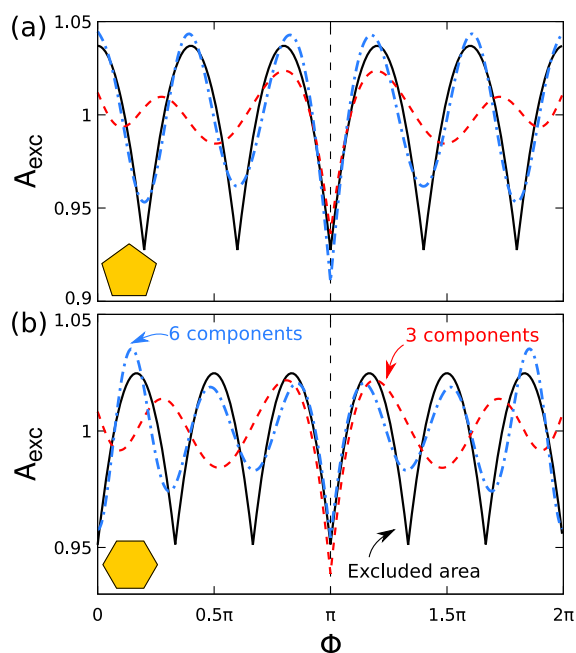 (a)
1.05
1
0.95
0.9
A_exc
(b)
1.05
1
0.95
A_exc
6 components
3 components
Excluded area
0
0.5π
π
1.5π
2π
Φ